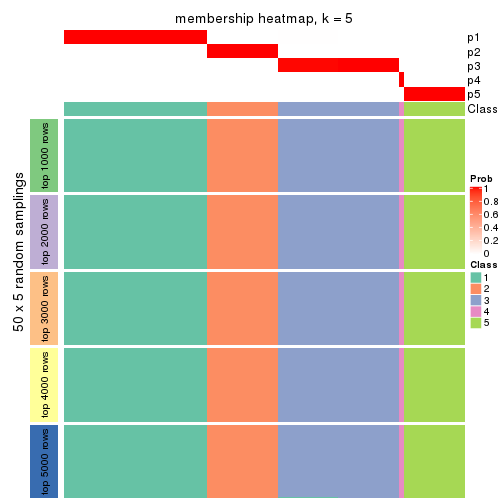 membership heatmap, k = 5
p1
p2
p3
p4
p5
Class
50 x 5 random samplings
top 1000 rows
top 2000 rows
top 3000 rows
top 4000 rows
top 5000 rows
Prob
1
0.8
0.6
0.4
0.2
0
Class
1
2
3
4
5